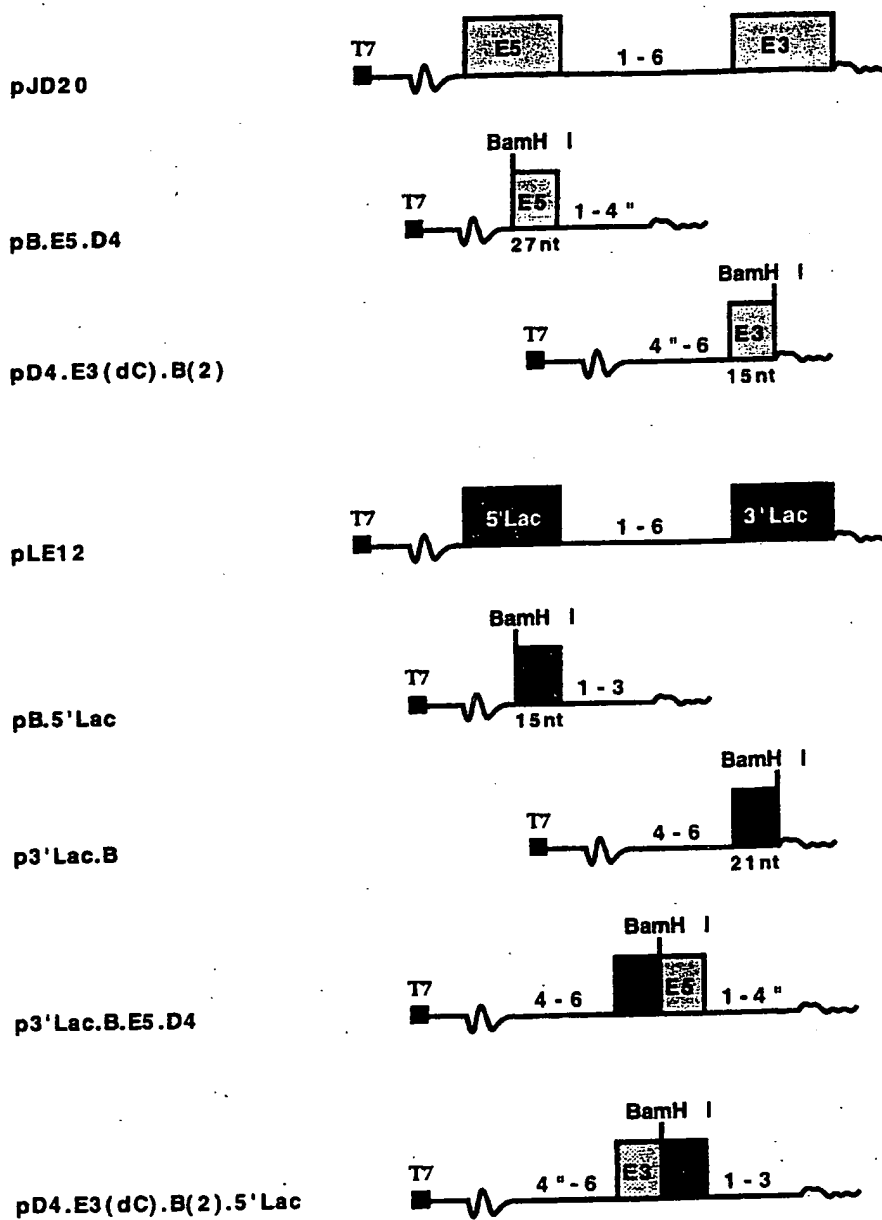 T7 E5 1 - 6 E3
pJD20
BamH I
T7 E5 1 - 4 "
pB.E5.D4 27nt
BamH I
T7 4 " - 6 E3
pD4.E3(dC).B(2) 15nt
T7 5'Lac 1 - 6 3'Lac
pLE12
BamH I
T7 1 - 3
pB.5'Lac 15nt
BamH I
T7 4 - 6
p3'Lac.B 21nt
BamH I
T7 4 - 6 E5 1 - 4 "
p3'Lac.B.E5.D4
BamH I
T7 4 " - 6 E3 1 - 3
pD4.E3(dC).B(2).5'Lac